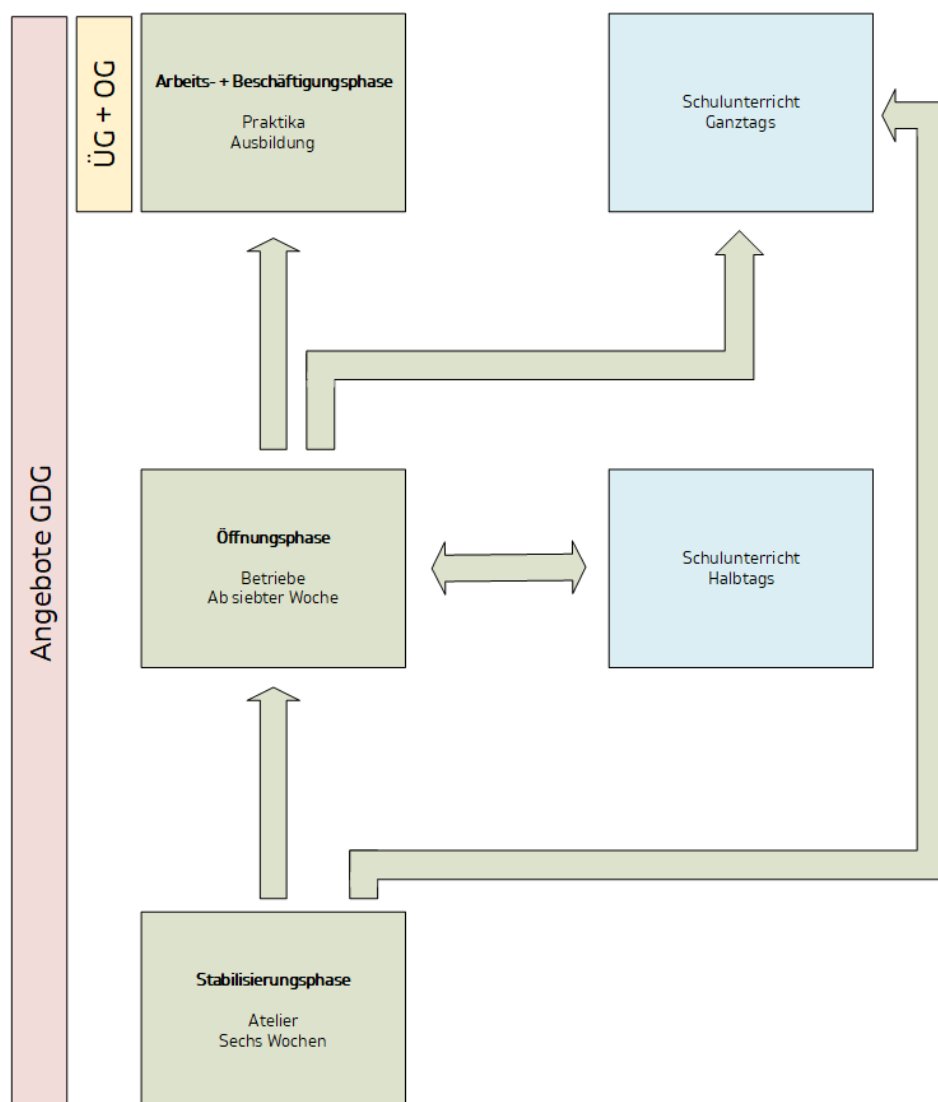 ÜG + OG
Arbeits- + Beschäftigungsphase
Praktika
Ausbildung
Schulunterricht
Ganztags
Angebote GDG
Öffnungsphase
Betriebe
Ab siebter Woche
Schulunterricht
Halbtags
Stabilisierungsphase
Atelier
Sechs Wochen